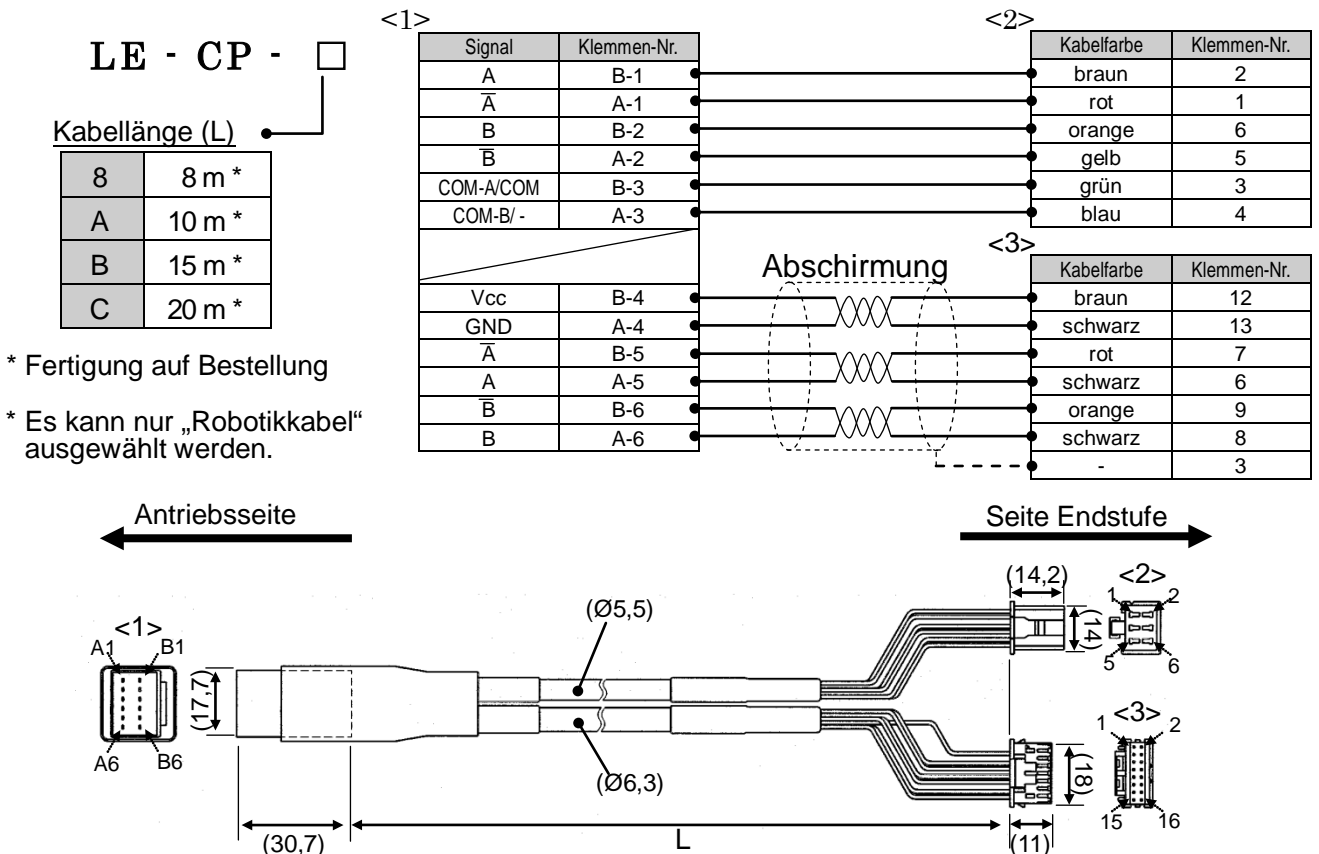 LE - CP - □
Kabellänge (L)
8 8 m *
A 10 m *
B 15 m *
C 20 m *
* Fertigung auf Bestellung
* Es kann nur „Robotikkabel“
ausgewählt werden.
<1>
Signal Klemmen-Nr.
A B-1
A̅ A-1
B B-2
B̅ A-2
COM-A/COM B-3
COM-B/ - A-3
Vcc B-4
GND A-4
A̅ B-5
A A-5
B̅ B-6
B A-6
Abschirmung
<2>
Kabelfarbe Klemmen-Nr.
braun 2
rot 1
orange 6
gelb 5
grün 3
blau 4
<3>
Kabelfarbe Klemmen-Nr.
braun 12
schwarz 13
rot 7
schwarz 6
orange 9
schwarz 8
- 3
Antriebsseite
Seite Endstufe
<1>
A1 B1
A6 B6
(17,7)
(30,7)
(Ø5,5)
(Ø6,3)
L
(14,2)
(14)
<2>
1 2
5 6
(18)
(11)
<3>
1 2
15 16